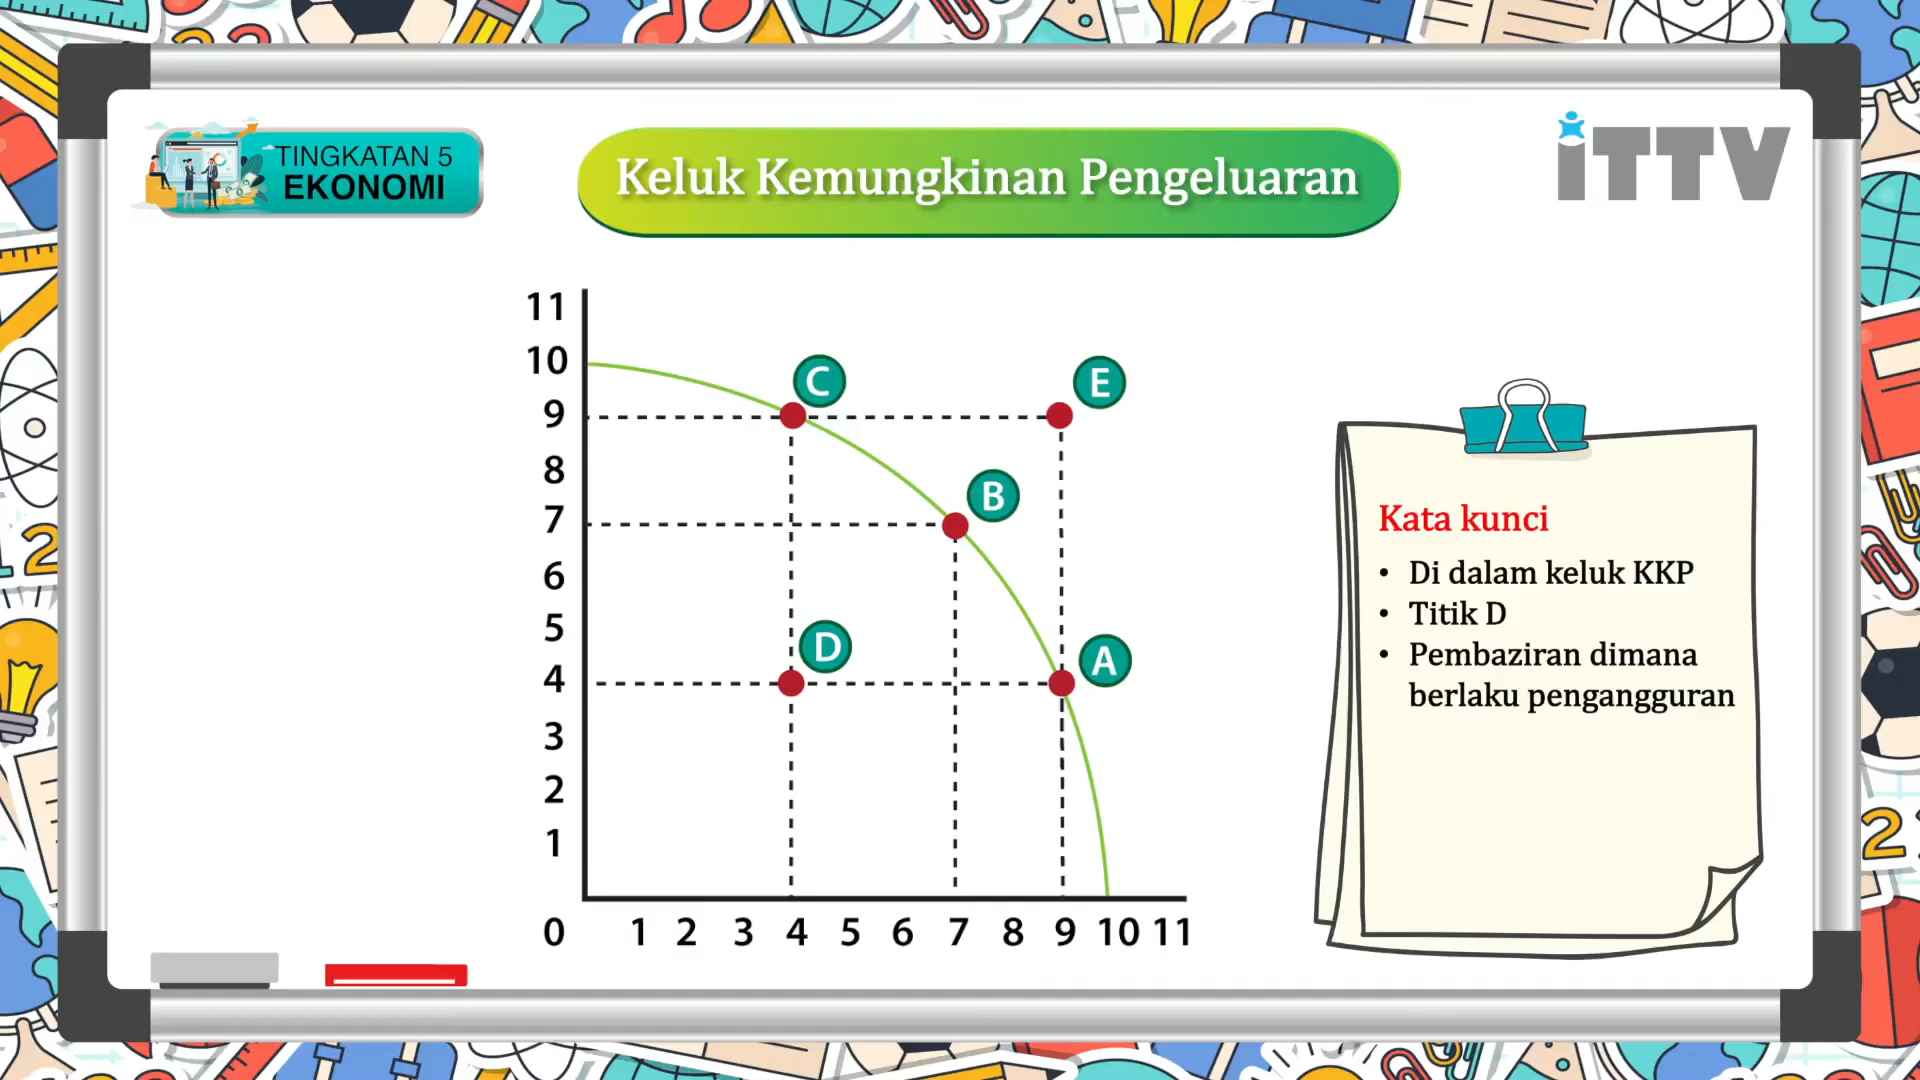 TINGKATAN 5
EKONOMI
Keluk Kemungkinan Pengeluaran
iTTV
11
10
9
8
7
6
5
4
3
2
1
0 1 2 3 4 5 6 7 8 9 10 11
C
E
B
D
A
Kata kunci
• Di dalam keluk KKP
• Titik D
• Pembaziran dimana
berlaku pengangguran